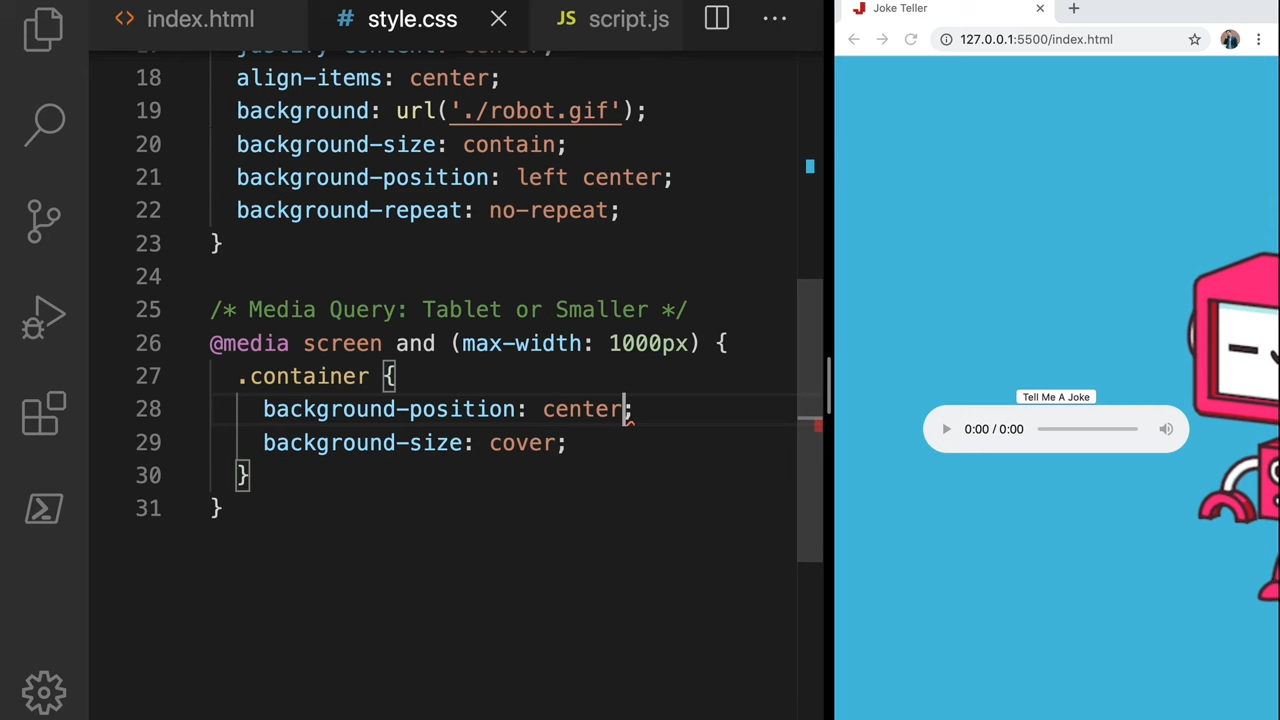 index.html
style.css
JS script.js
Joke Teller
127.0.0.1:5500/index.html
18 align-items: center;
19 background: url('./robot.gif');
20 background-size: contain;
21 background-position: left center;
22 background-repeat: no-repeat;
23 }
24
25 /* Media Query: Tablet or Smaller */
26 @media screen and (max-width: 1000px) {
27 .container {
28 background-position: center;
29 background-size: cover;
30 }
31 }
Tell Me A Joke
0:00 / 0:00